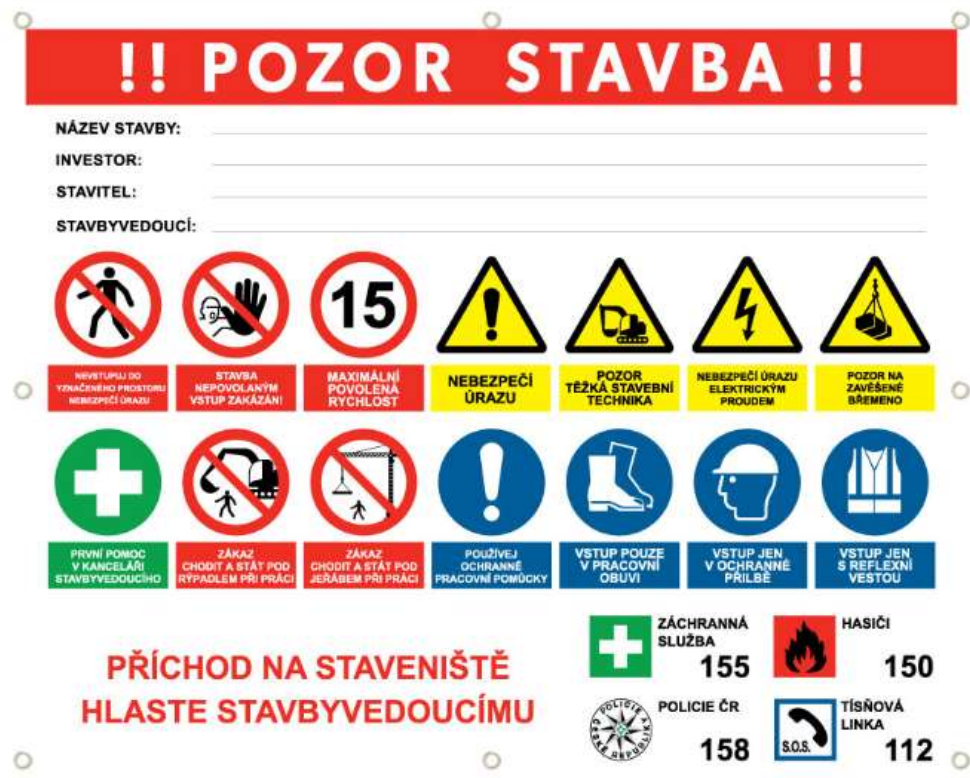 !! POZOR STAVBA !!
NÁZEV STAVBY:
INVESTOR:
STAVITEL:
STAVBYVEDOUCÍ:
15
NEVSTUPUJ DO
VYZNAČENÉHO PROSTORU
NEBEZPEČÍ ÚRAZU
STAVBA
NEPOVOLANÝM
VSTUP ZAKÁZÁN!
MAXIMÁLNÍ
POVOLENÁ
RYCHLOST
NEBEZPEČÍ
ÚRAZU
POZOR
TĚŽKÁ STAVEBNÍ
TECHNIKA
NEBEZPEČÍ ÚRAZU
ELEKTRICKÝM
PROUDEM
POZOR NA
ZAVĚŠENÉ
BŘEMENO
PRVNÍ POMOC
V KANCELÁŘI
STAVBYVEDOUCÍHO
ZÁKAZ
CHODIT A STÁT POD
RÝPADLEM PŘI PRÁCI
ZÁKAZ
CHODIT A STÁT POD
JEŘÁBEM PŘI PRÁCI
POUŽÍVEJ
OCHRANNÉ
PRACOVNÍ POMŮCKY
VSTUP POUZE
V PRACOVNÍ
OBUVI
VSTUP JEN
V OCHRANNÉ
PŘILBĚ
VSTUP JEN
S REFLEXNÍ
VESTOU
PŘÍCHOD NA STAVENIŠTĚ
HLASTE STAVBYVEDOUCÍMU
ZÁCHRANNÁ
SLUŽBA
155
HASIČI
150
POLICIE
ČESKÉ REPUBLIKY
POLICIE ČR
158
S.O.S.
TÍSŇOVÁ
LINKA
112